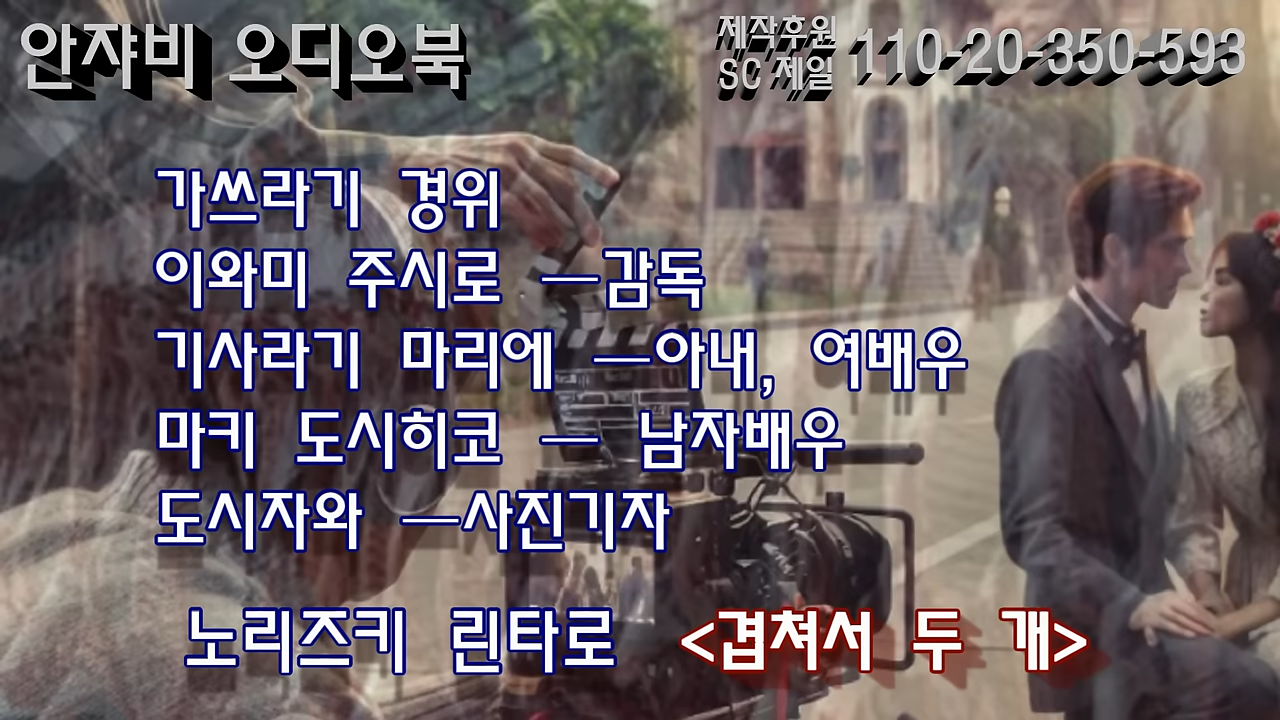 안쟈비 오디오북
제작후원
SC 제일 110-20-350-593
가쓰라기 경위
이와미 주시로 —감독
기사라기 마리에 —아내, 여배우
마키 도시히코 — 남자배우
도시자와 —사진기자
노리즈키 린타로 <겹쳐서 두 개>